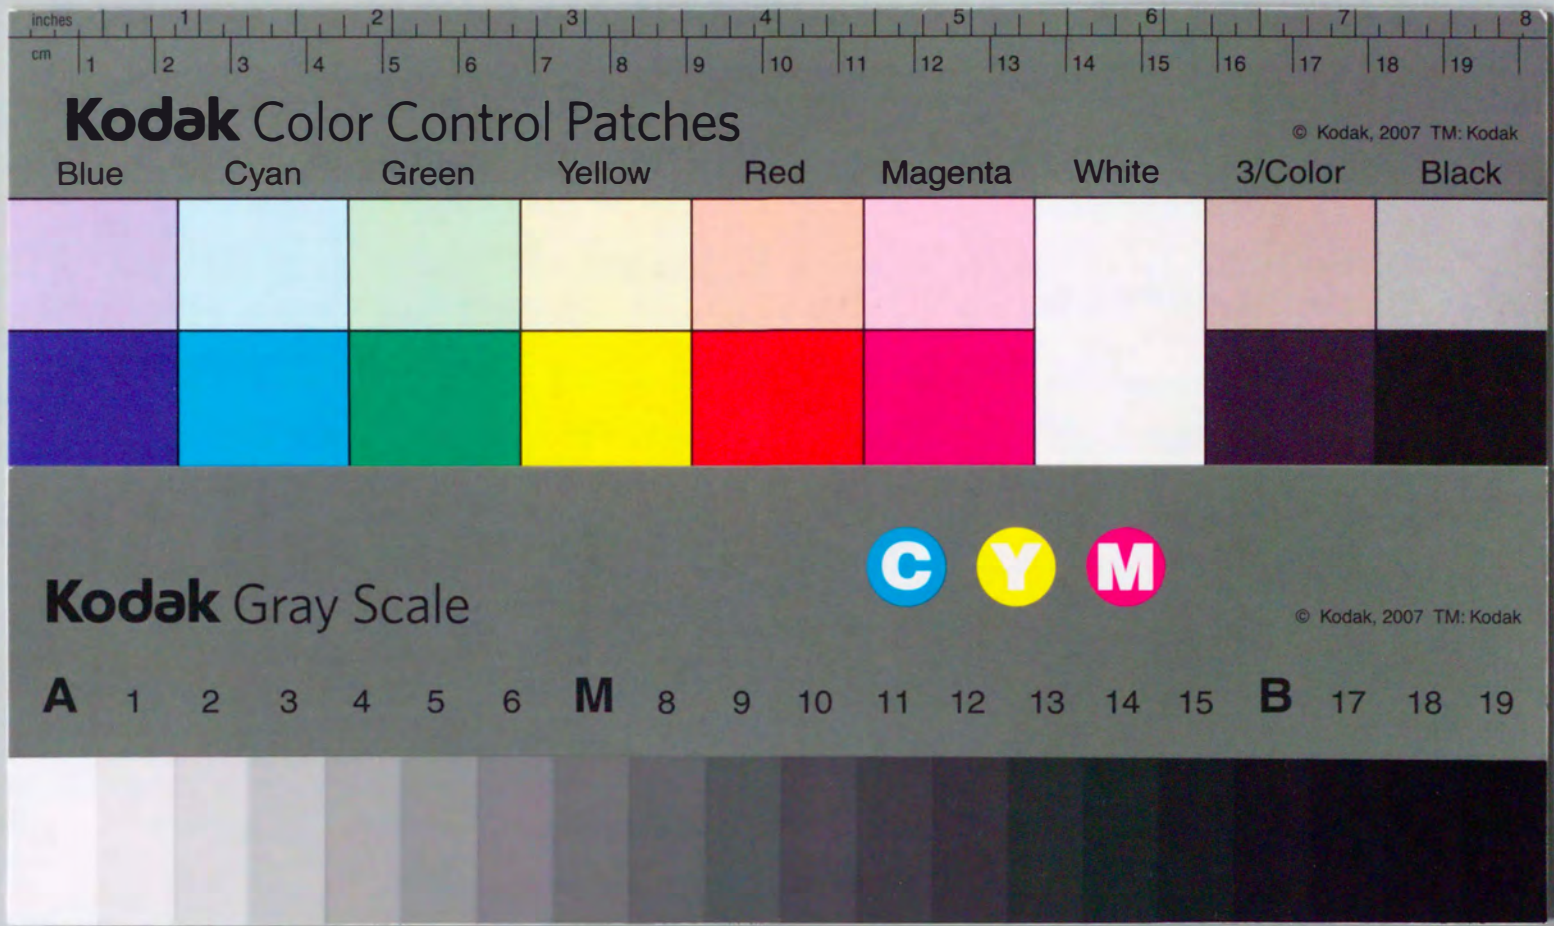 inches 1 2 3 4 5 6 7 8
cm 1 2 3 4 5 6 7 8 9 10 11 12 13 14 15 16 17 18 19
Kodak Color Control Patches
© Kodak, 2007 TM: Kodak
Blue Cyan Green Yellow Red Magenta White 3/Color Black
C Y M
Kodak Gray Scale
© Kodak, 2007 TM: Kodak
A 1 2 3 4 5 6 M 8 9 10 11 12 13 14 15 B 17 18 19